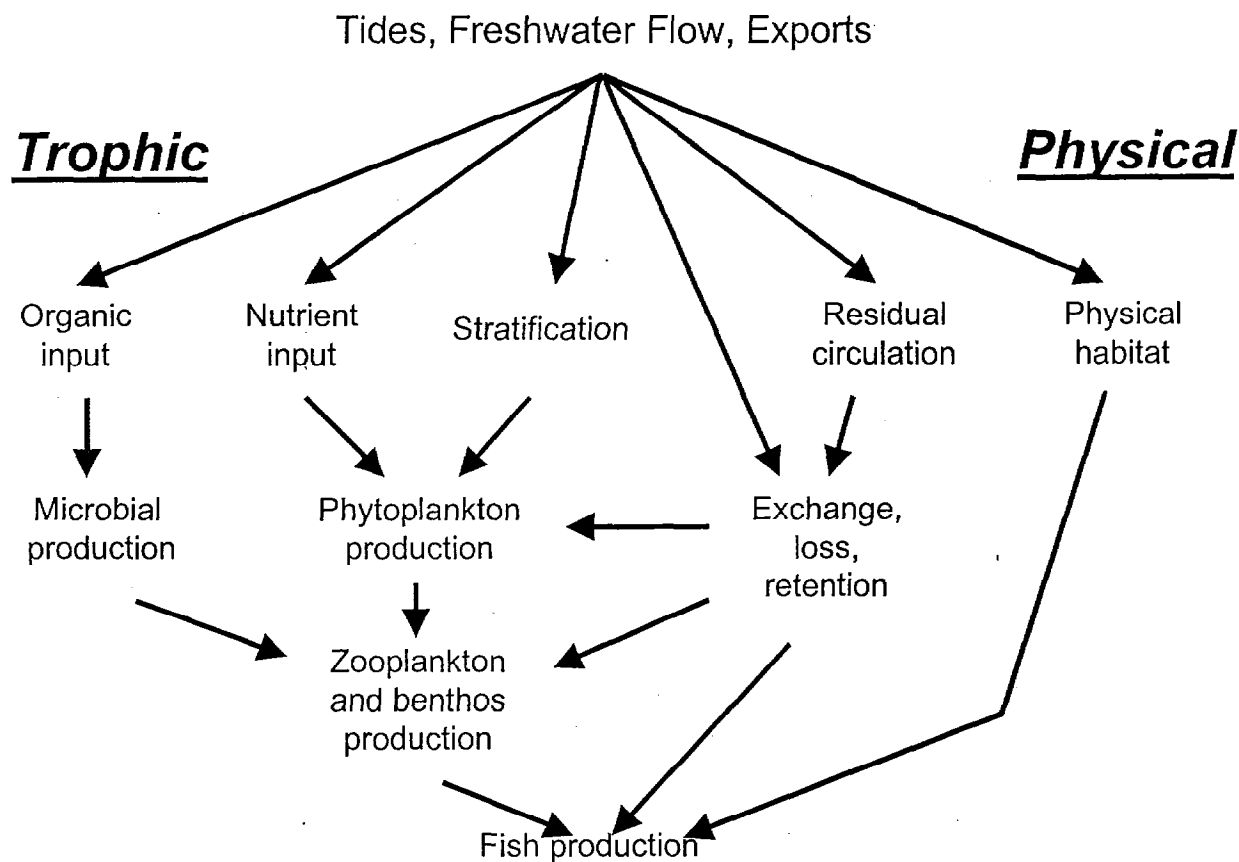 Tides, Freshwater Flow, Exports
Trophic
Physical
Organic
input
Nutrient
input
Stratification
Residual
circulation
Physical
habitat
Microbial
production
Phytoplankton
production
Exchange,
loss,
retention
Zooplankton
and benthos
production
Fish production